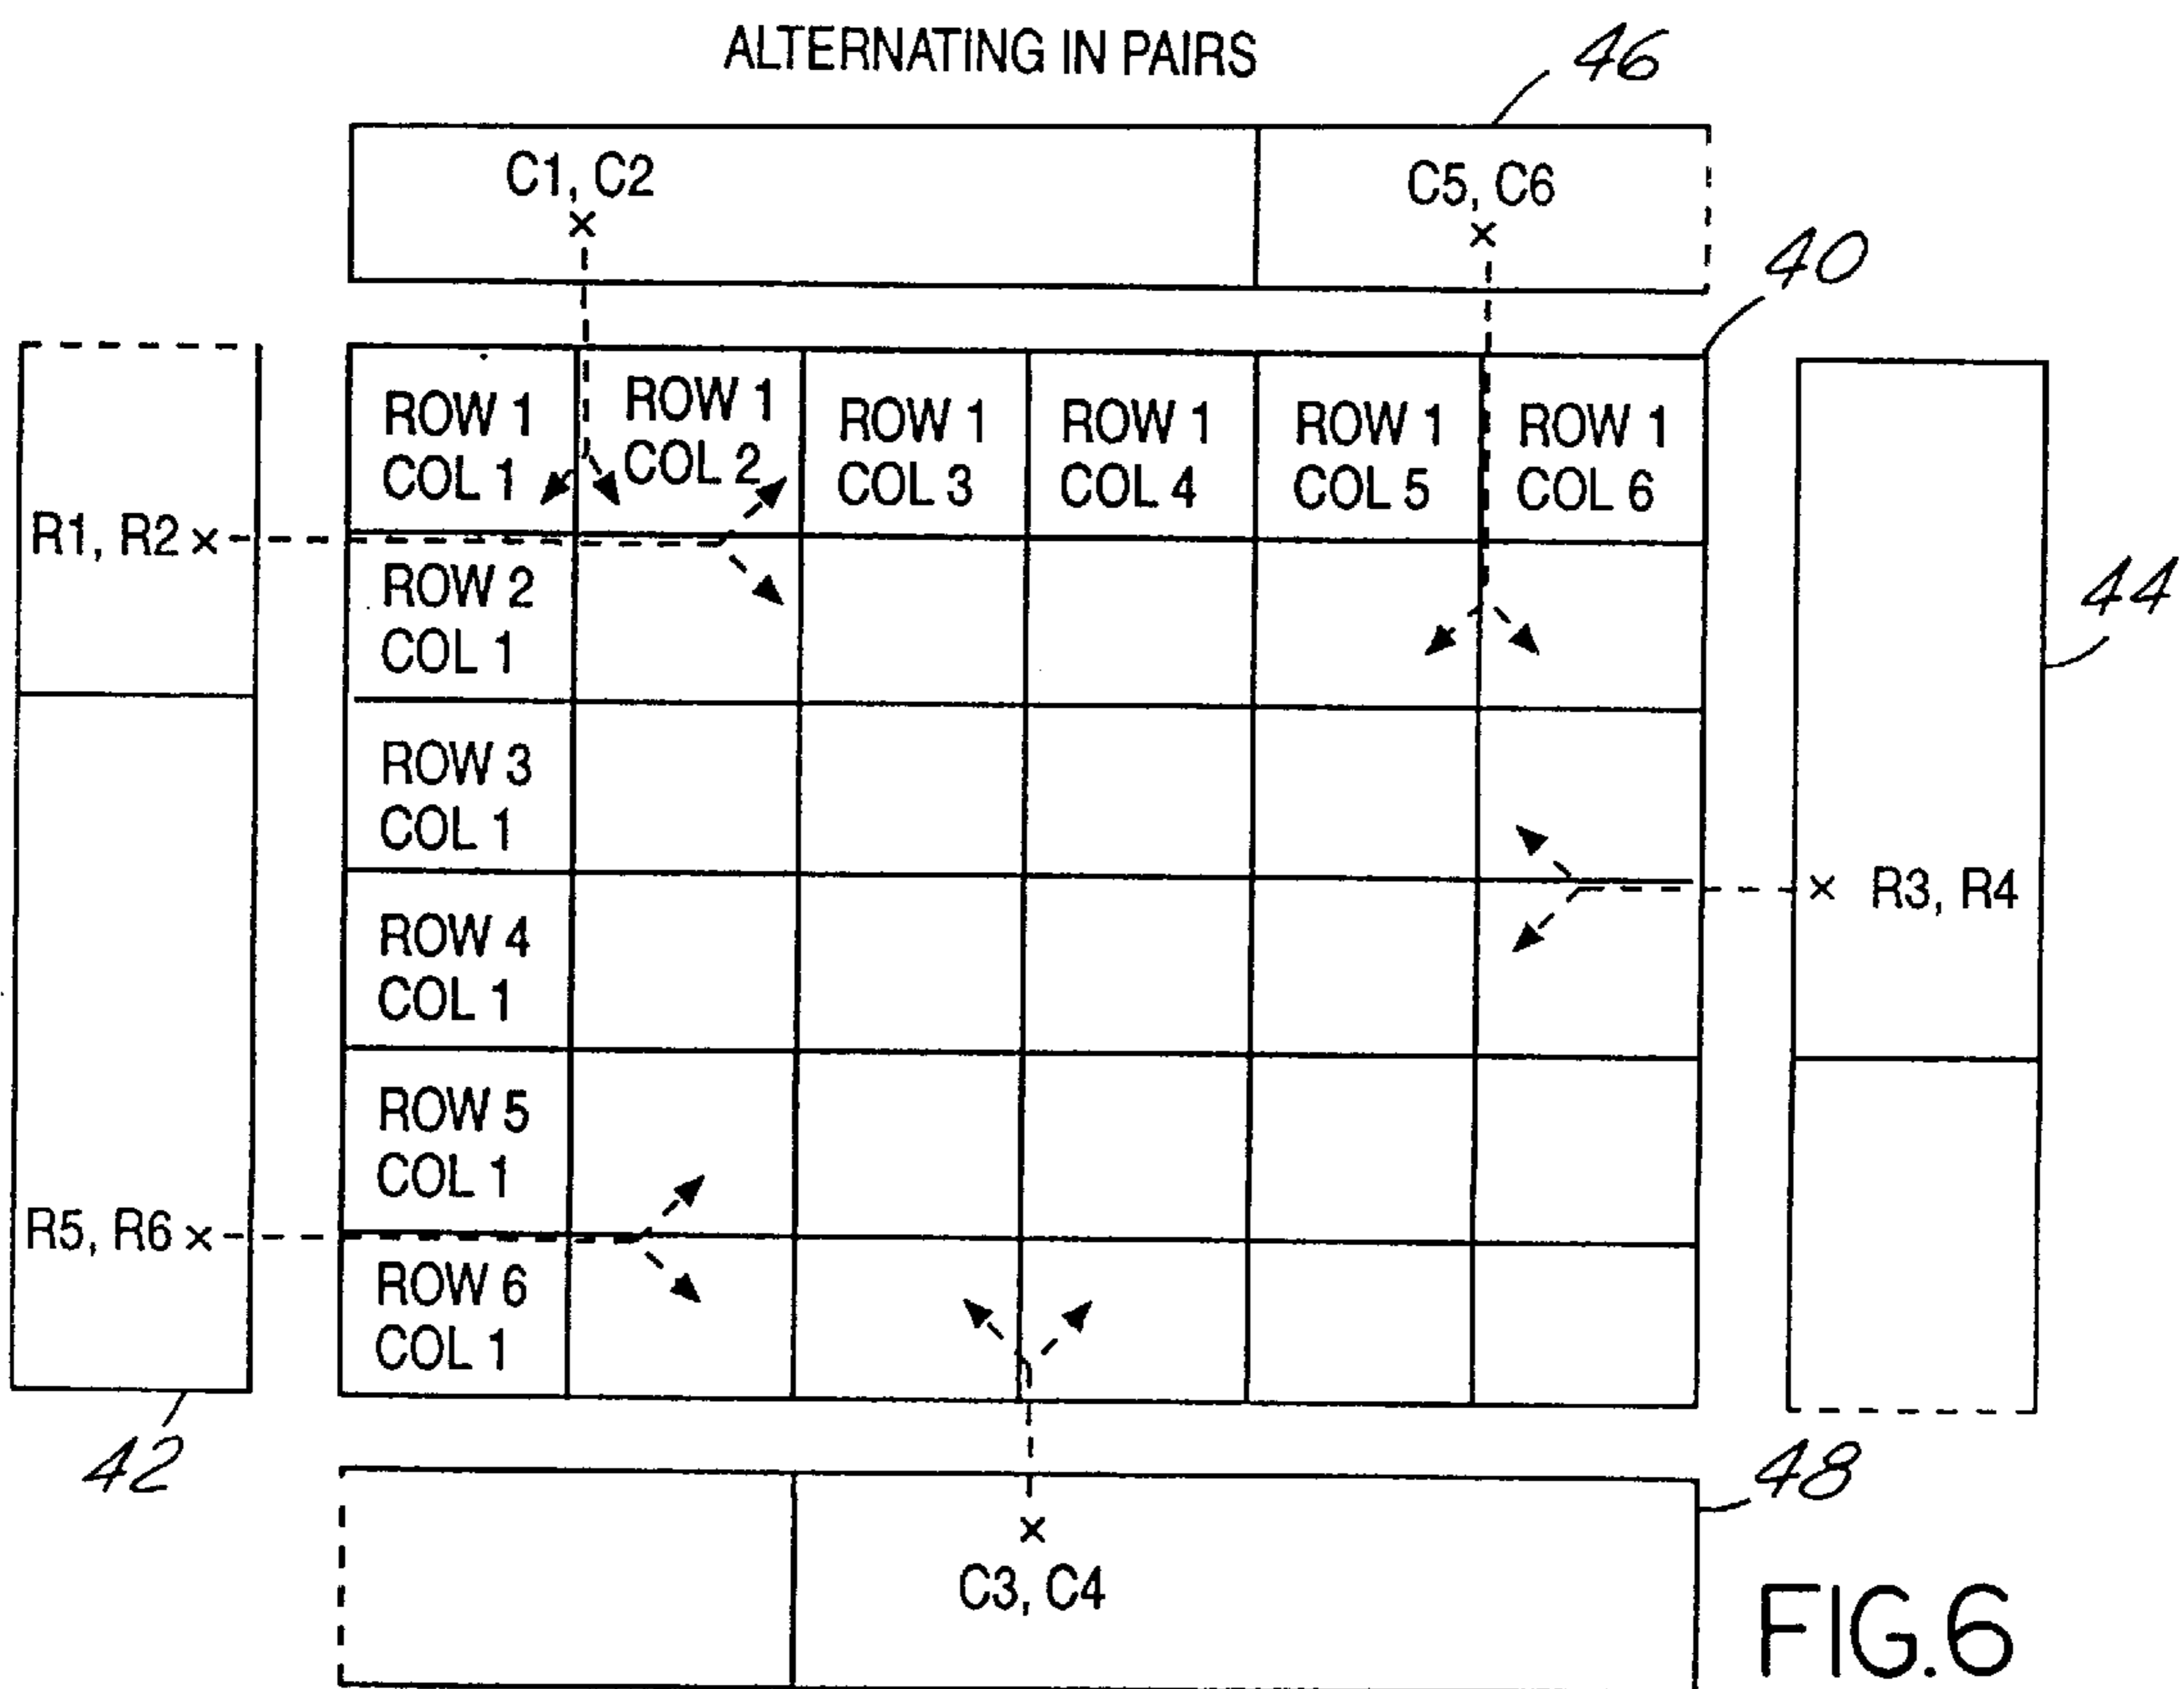 ALTERNATING IN PAIRS
46
C1, C2
C5, C6
40
ROW 1
COL 1
ROW 1
COL 2
ROW 1
COL 3
ROW 1
COL 4
ROW 1
COL 5
ROW 1
COL 6
R1, R2
44
ROW 2
COL 1
ROW 3
COL 1
R3, R4
ROW 4
COL 1
ROW 5
COL 1
R5, R6
ROW 6
COL 1
42
48
C3, C4
FIG.6